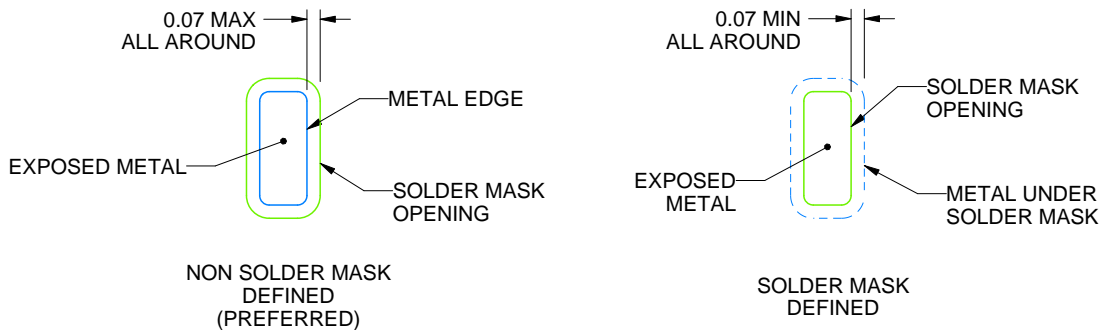 0.07 MAX
ALL AROUND
METAL EDGE
EXPOSED METAL
SOLDER MASK
OPENING
NON SOLDER MASK
DEFINED
(PREFERRED)
0.07 MIN
ALL AROUND
SOLDER MASK
OPENING
EXPOSED
METAL
METAL UNDER
SOLDER MASK
SOLDER MASK
DEFINED